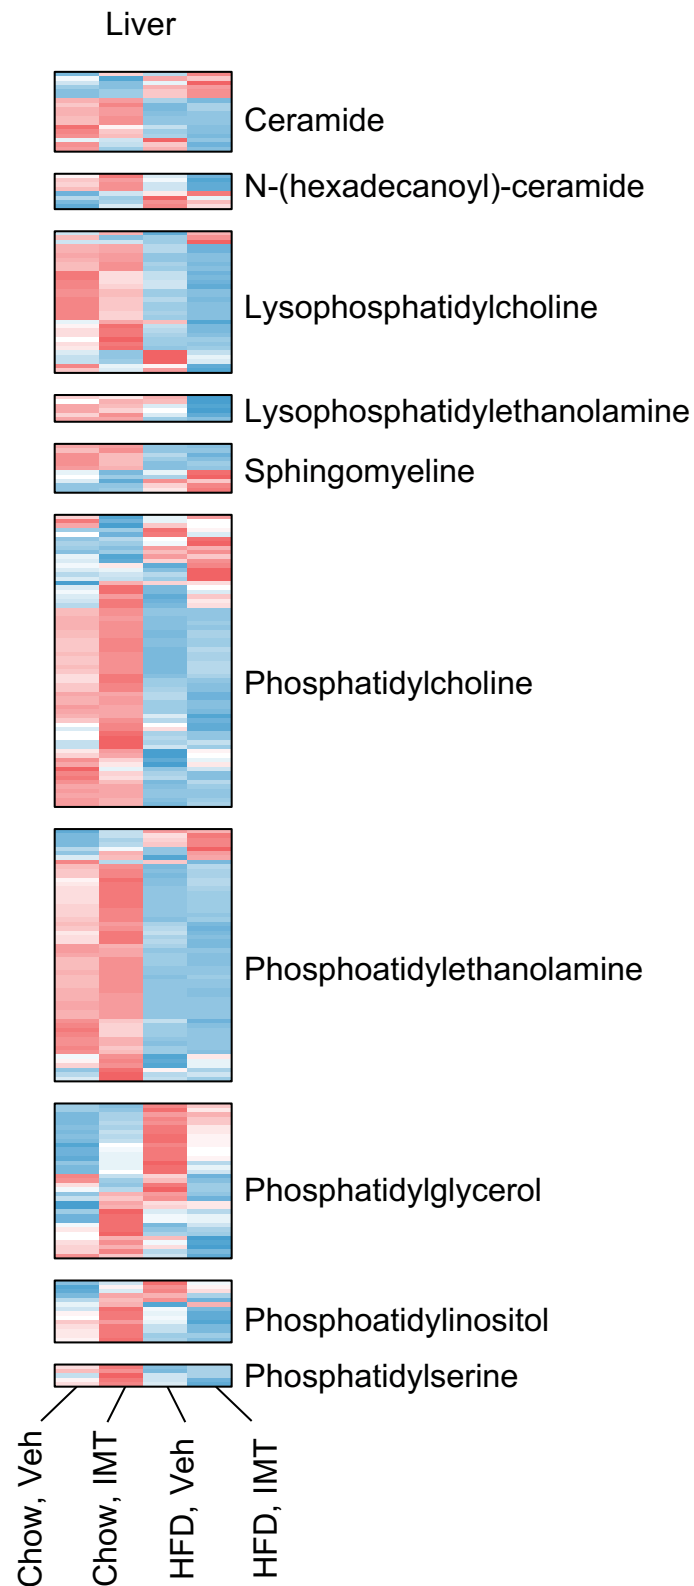 Liver
Ceramide
N-(hexadecanoyl)-ceramide
Lysophosphatidylcholine
Lysophosphatidylethanolamine
Sphingomyeline
Phosphatidylcholine
Phosphoatidylethanolamine
Phosphatidylglycerol
Phosphoatidylinositol
Phosphatidylserine
Chow, Veh
Chow, IMT
HFD, Veh
HFD, IMT